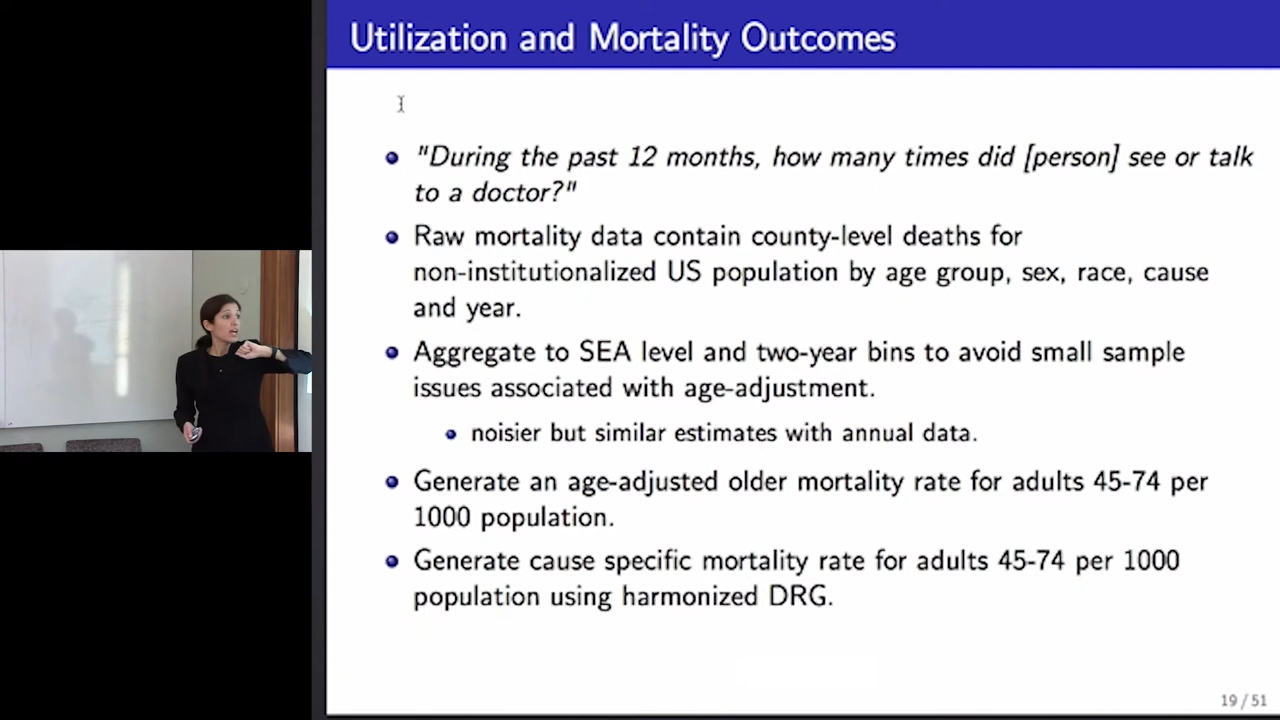 Utilization and Mortality Outcomes
"During the past 12 months, how many times did [person] see or talk
to a doctor?"
Raw mortality data contain county-level deaths for
non-institutionalized US population by age group, sex, race, cause
and year.
Aggregate to SEA level and two-year bins to avoid small sample
issues associated with age-adjustment.
noisier but similar estimates with annual data.
Generate an age-adjusted older mortality rate for adults 45-74 per
1000 population.
Generate cause specific mortality rate for adults 45-74 per 1000
population using harmonized DRG.
19 / 51